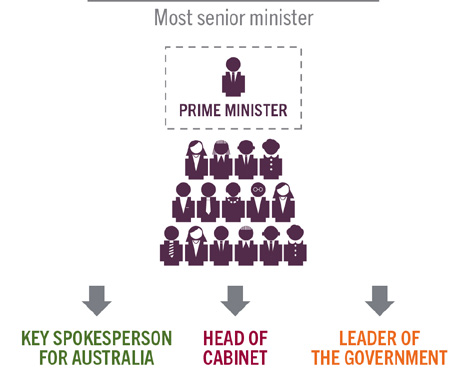 Most senior minister
PRIME MINISTER
KEY SPOKESPERSON
FOR AUSTRALIA
HEAD OF
CABINET
LEADER OF
THE GOVERNMENT